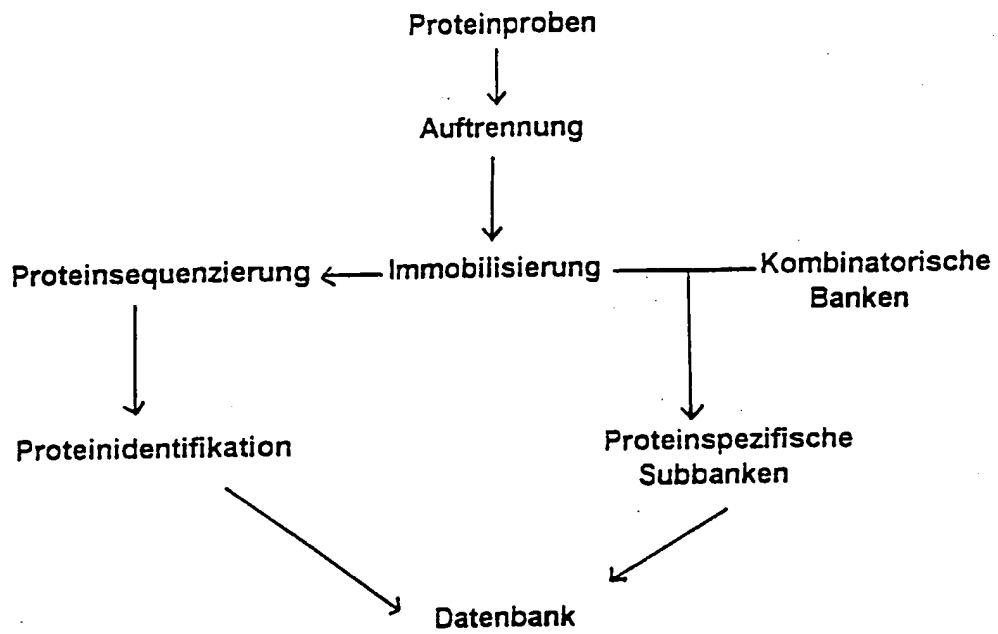 Proteinproben
Auftrennung
Proteinsequenzierung
Immobilisierung
Kombinatorische
Banken
Proteinidentifikation
Proteinspezifische
Subbanken
Datenbank